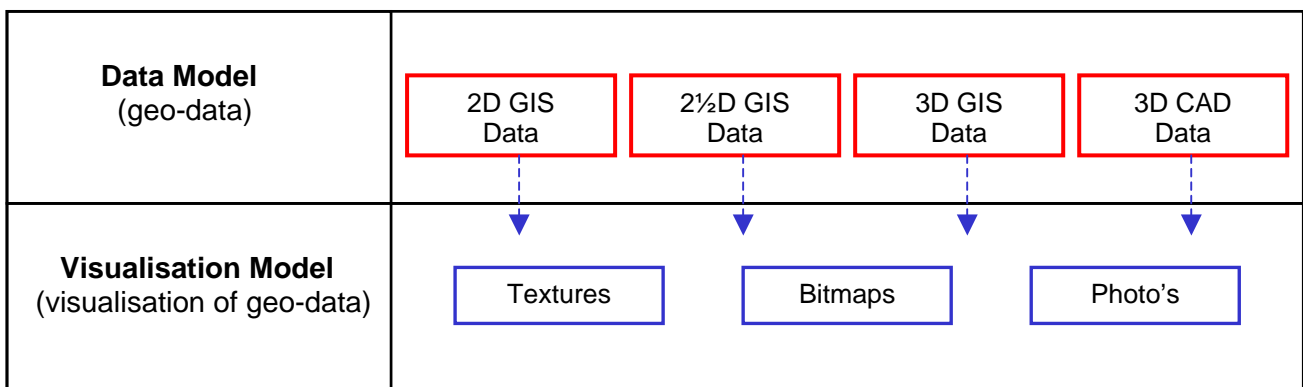 Data Model
(geo-data)
2D GIS
Data
2½D GIS
Data
3D GIS
Data
3D CAD
Data
Visualisation Model
(visualisation of geo-data)
Textures
Bitmaps
Photo's